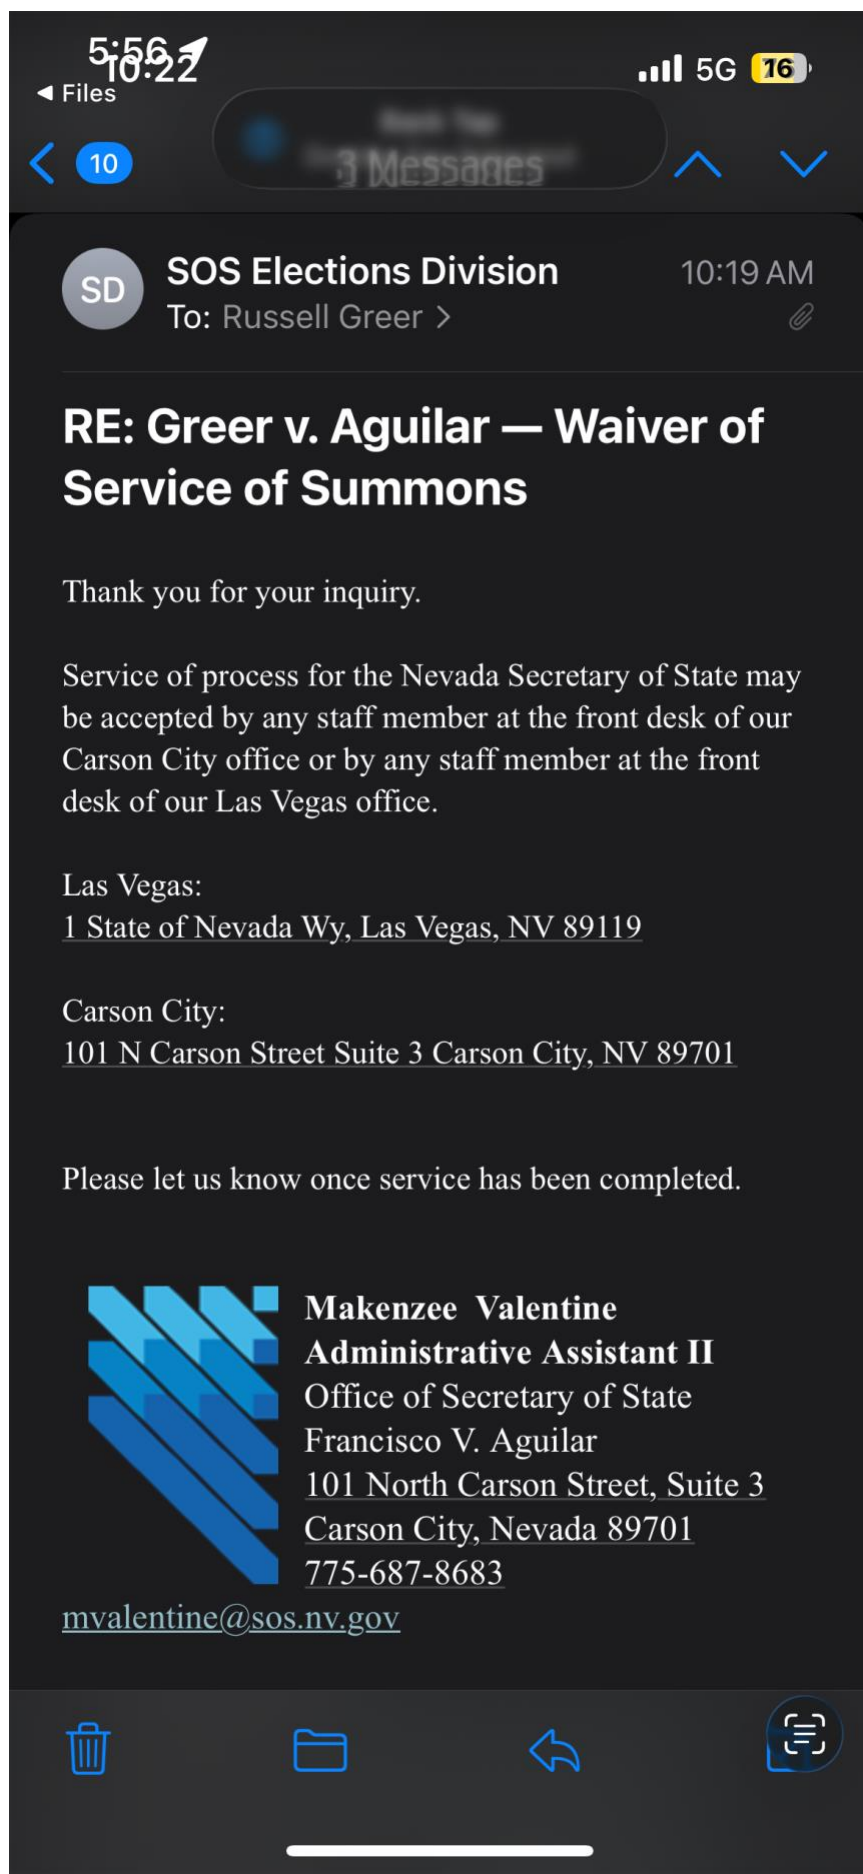 5:56
10:22
5G 16
Files
10
3 Messages
SD
SOS Elections Division
10:19 AM
To: Russell Greer
RE: Greer v. Aguilar — Waiver of
Service of Summons
Thank you for your inquiry.
Service of process for the Nevada Secretary of State may
be accepted by any staff member at the front desk of our
Carson City office or by any staff member at the front
desk of our Las Vegas office.
Las Vegas:
1 State of Nevada Wy, Las Vegas, NV 89119
Carson City:
101 N Carson Street Suite 3 Carson City, NV 89701
Please let us know once service has been completed.
Makenzee Valentine
Administrative Assistant II
Office of Secretary of State
Francisco V. Aguilar
101 North Carson Street, Suite 3
Carson City, Nevada 89701
775-687-8683
mvalentine@sos.nv.gov